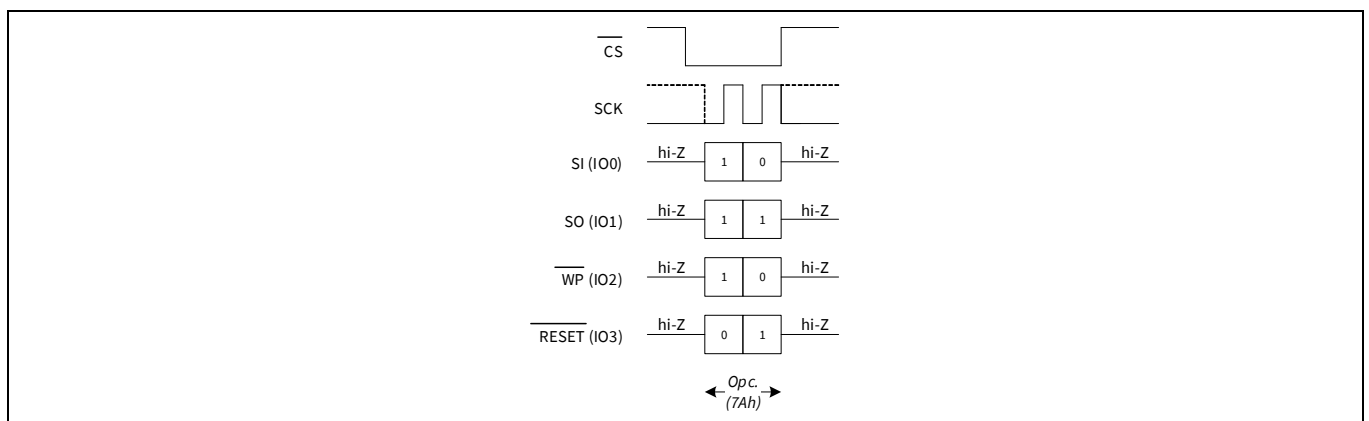 CS
SCK
SI (IO0) hi-Z 1 0 hi-Z
SO (IO1) hi-Z 1 1 hi-Z
WP (IO2) hi-Z 1 0 hi-Z
RESET (IO3) hi-Z 0 1 hi-Z
Opc.
(7Ah)